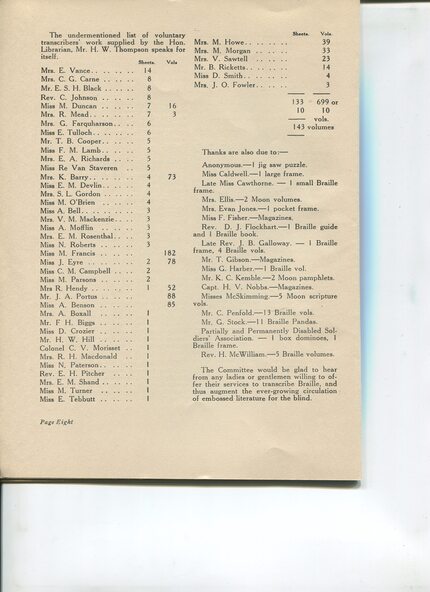 The undermentioned list of voluntary
transcribers' work supplied by the Hon.
Librarian, Mr. H. W. Thompson speaks for
itself.
Sheets. Vols
Mrs. E. Vance . . . . . . . 14
Mrs. C. G. Carne . . . . . 8
Mr. E. S. H. Black . . . . 8
Rev. C. Johnson . . . . . 8
Miss M. Duncan . . . . . 7 16
Mrs. R. Mead . . . . . . 7 3
Mrs. G. Farquharson . . . 6
Miss E. Tulloch . . . . . . 6
Mr. T. B. Cooper . . . . . 5
Miss F. M. Lamb . . . . . 5
Mrs. E. A. Richards . . . 5
Miss Re Van Staveren . . 5
Mrs. K. Barry . . . . . . 73
Miss E. M. Devlin . . . . 4
Mrs. S. L. Gordon . . . . 4
Miss M. O'Brien . . . . 4
Miss A. Bell . . . . . . . 3
Mrs. V. M. Mackenzie . . . 3
Miss A. Mofflin . . . . . 3
Mrs. E. M. Rosenthal . . . 3
Miss N. Roberts . . . . . 3
Miss M. Francis . . . . . 182
Miss J. Eyre . . . . . . 2 78
Miss C. M. Campbell . . . 2
Miss M. Parsons . . . . . 2
Mrs R. Hendy . . . . . . 1 52
Mr. J. A. Portus . . . . . 88
Miss A. Benson . . . . . 85
Mrs. A. Boxall . . . . . 1
Mr. F H. Biggs . . . . . 1
Miss D. Crozier . . . . . 1
Mr. H. W. Hill . . . . . 1
Colonel C. V. Morisset . . 1
Mrs. R. H. Macdonald . . 1
Miss N. Paterson . . . . . 1
Rev. E. H. Pitcher . . . . 1
Mrs. E. M. Shand . . . . 1
Miss M. Turner . . . . . 1
Miss E. Tebbutt . . . . . 1
Page Eight
Sheets. Vols.
Mrs. M. Howe . . . . . . 39
Mrs. M. Morgan . . . . . 33
Mrs. V. Sawtell . . . . . 23
Mr. B. Ricketts . . . . . . 14
Miss D. Smith . . . . . . 4
Mrs. J. O. Fowler . . . . . 3
133 - 699 or
10 10
— vols.
143 volumes
Thanks are also due to:—
Anonymous.—1 jig saw puzzle.
Miss Caldwell.—1 large frame.
Late Miss Cawthorne. — 1 small Braille
frame.
Mrs. Ellis.—2 Moon volumes.
Mrs. Evan Jones.—1 pocket frame.
Miss F. Fisher.—Magazines.
Rev. D. J. Flockhart.—1 Braille guide
and 1 Braille book.
Late Rev. J. B. Galloway. — 1 Braille
frame, 4 Braille vols.
Mr. T. Gibson.—Magazines.
Miss G. Harber.—1 Braille vol.
Mr. K. C. Kemble.—2 Moon pamphlets.
Capt. H. V. Nobbs.—Magazines.
Misses McSkimming.—5 Moon scripture
vols.
Mr. C. Penfold.—13 Braille vols.
Mr. G. Stock.—11 Braille Pandas.
Partially and Permanently Disabled Sol-
diers' Association. — 1 box dominoes, 1
Braille frame.
Rev. H. McWilliam.—5 Braille volumes.
The Committee would be glad to hear
from any ladies or gentlemen willing to of-
fer their services to transcribe Braille, and
thus augment the ever-growing circulation
of embossed literature for the blind.